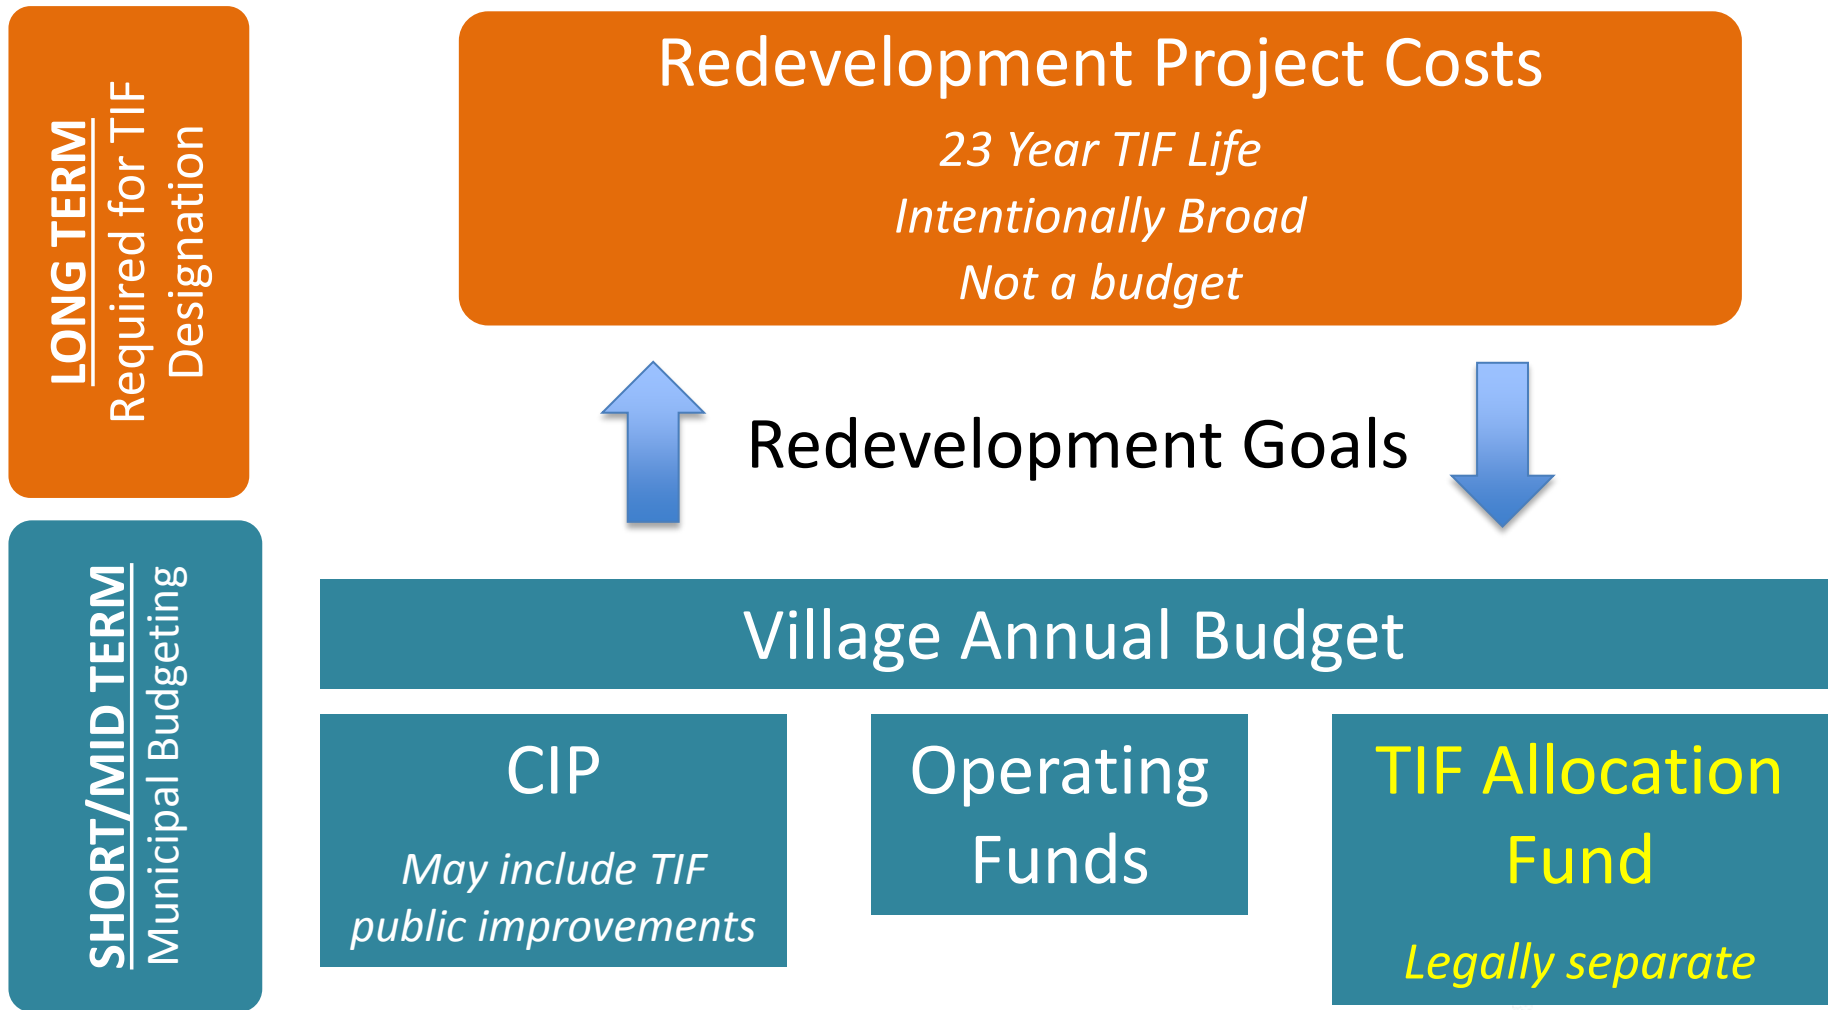 LONG TERM
Required for TIF
Designation
Redevelopment Project Costs
23 Year TIF Life
Intentionally Broad
Not a budget
Redevelopment Goals
SHORT/MID TERM
Municipal Budgeting
Village Annual Budget
CIP
May include TIF
public improvements
Operating
Funds
TIF Allocation
Fund
Legally separate